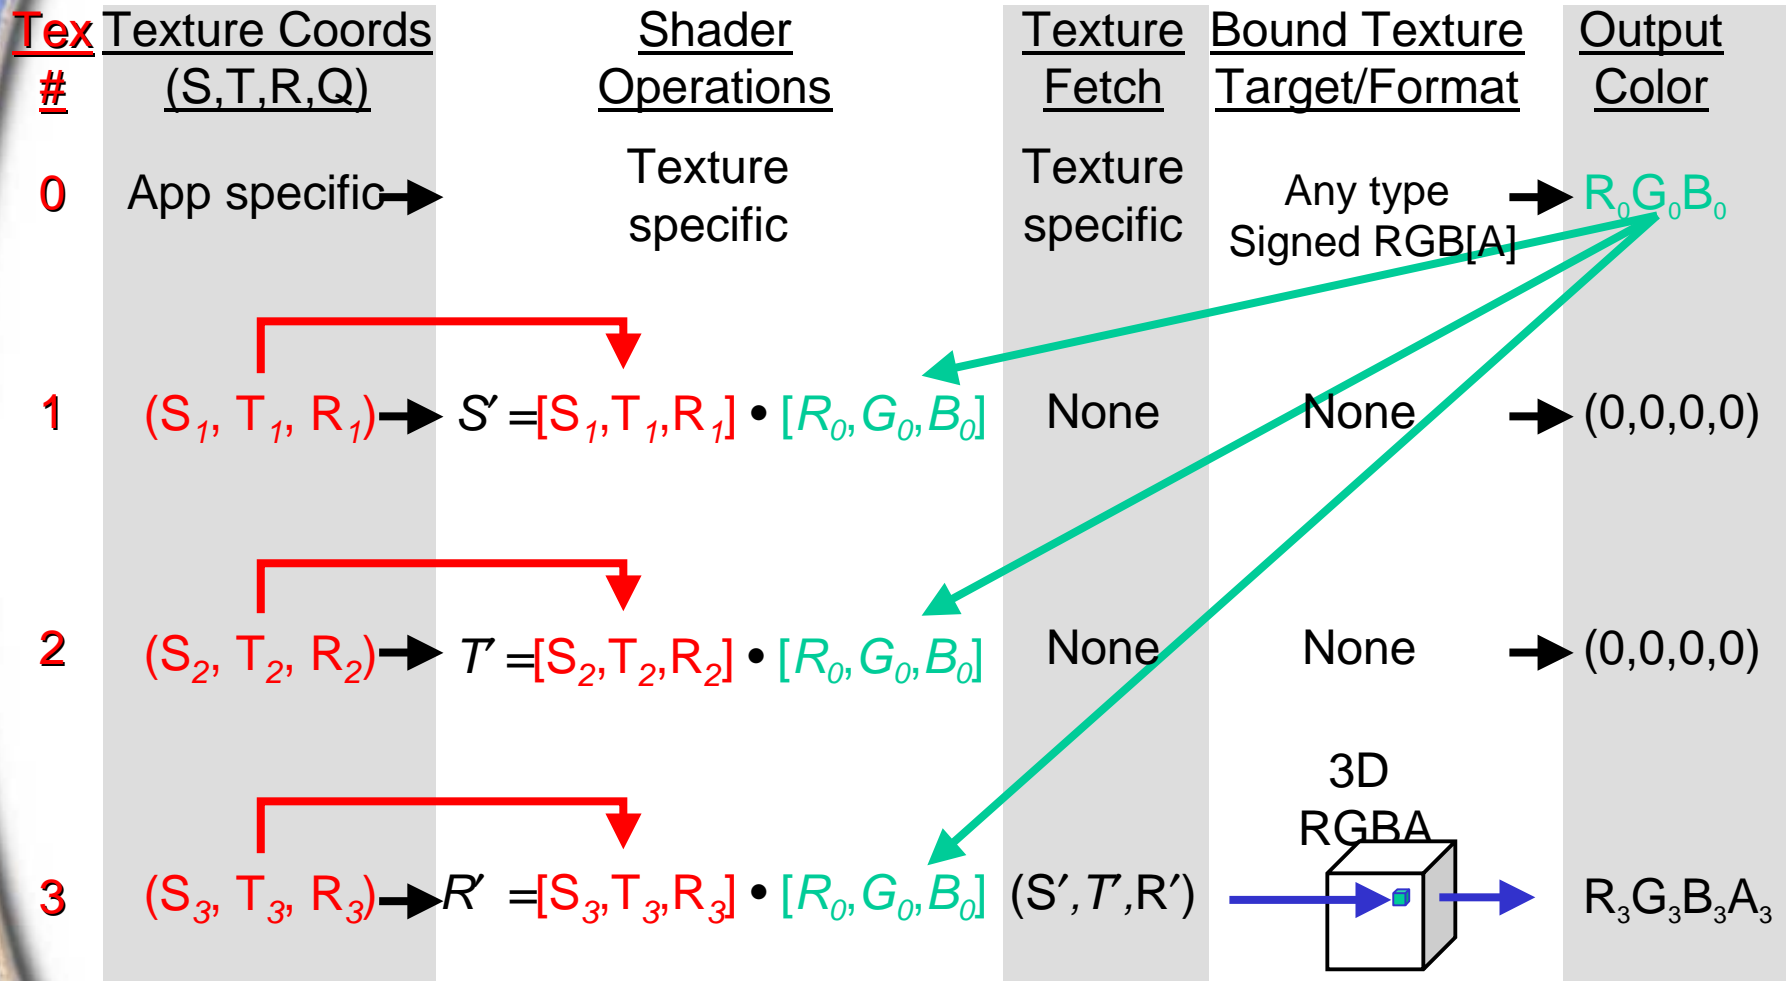 Tex Texture Coords Shader Texture Bound Texture Output
# (S,T,R,Q) Operations Fetch Target/Format Color
0 App specific Texture specific Texture specific Any type Signed RGB[A] R₀G₀B₀
1 (S₁, T₁, R₁) S′ =[S₁,T₁,R₁] • [R₀,G₀,B₀] None None (0,0,0,0)
2 (S₂, T₂, R₂) T′ =[S₂,T₂,R₂] • [R₀,G₀,B₀] None None (0,0,0,0)
3D
RGBA
3 (S₃, T₃, R₃) R′ =[S₃,T₃,R₃] • [R₀,G₀,B₀] (S′,T′,R′) R₃G₃B₃A₃